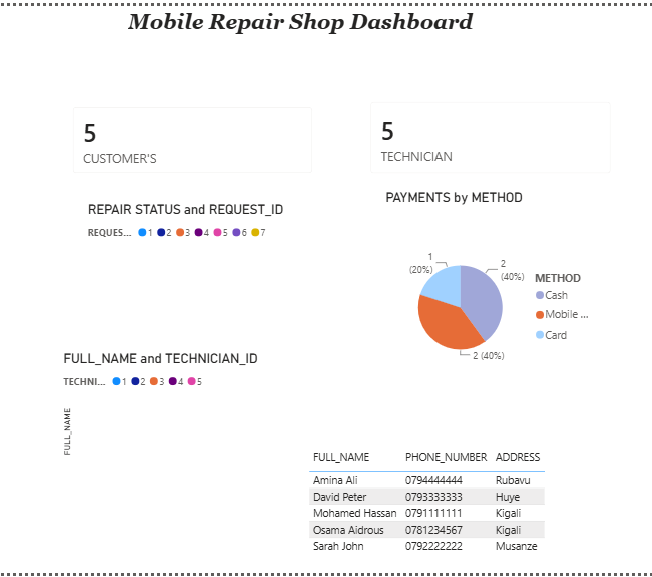 Mobile Repair Shop Dashboard
5
CUSTOMER'S
5
TECHNICIAN
REPAIR STATUS and REQUEST_ID
REQUES... 1 2 3 4 5 6 7
PAYMENTS by METHOD
1
(20%)
2
(40%)
2 (40%)
METHOD
Cash
Mobile ...
Card
FULL_NAME and TECHNICIAN_ID
TECHNI... 1 2 3 4 5
FULL_NAME
FULL_NAME PHONE_NUMBER ADDRESS
Amina Ali 0794444444 Rubavu
David Peter 0793333333 Huye
Mohamed Hassan 0791111111 Kigali
Osama Aidrous 0781234567 Kigali
Sarah John 0792222222 Musanze